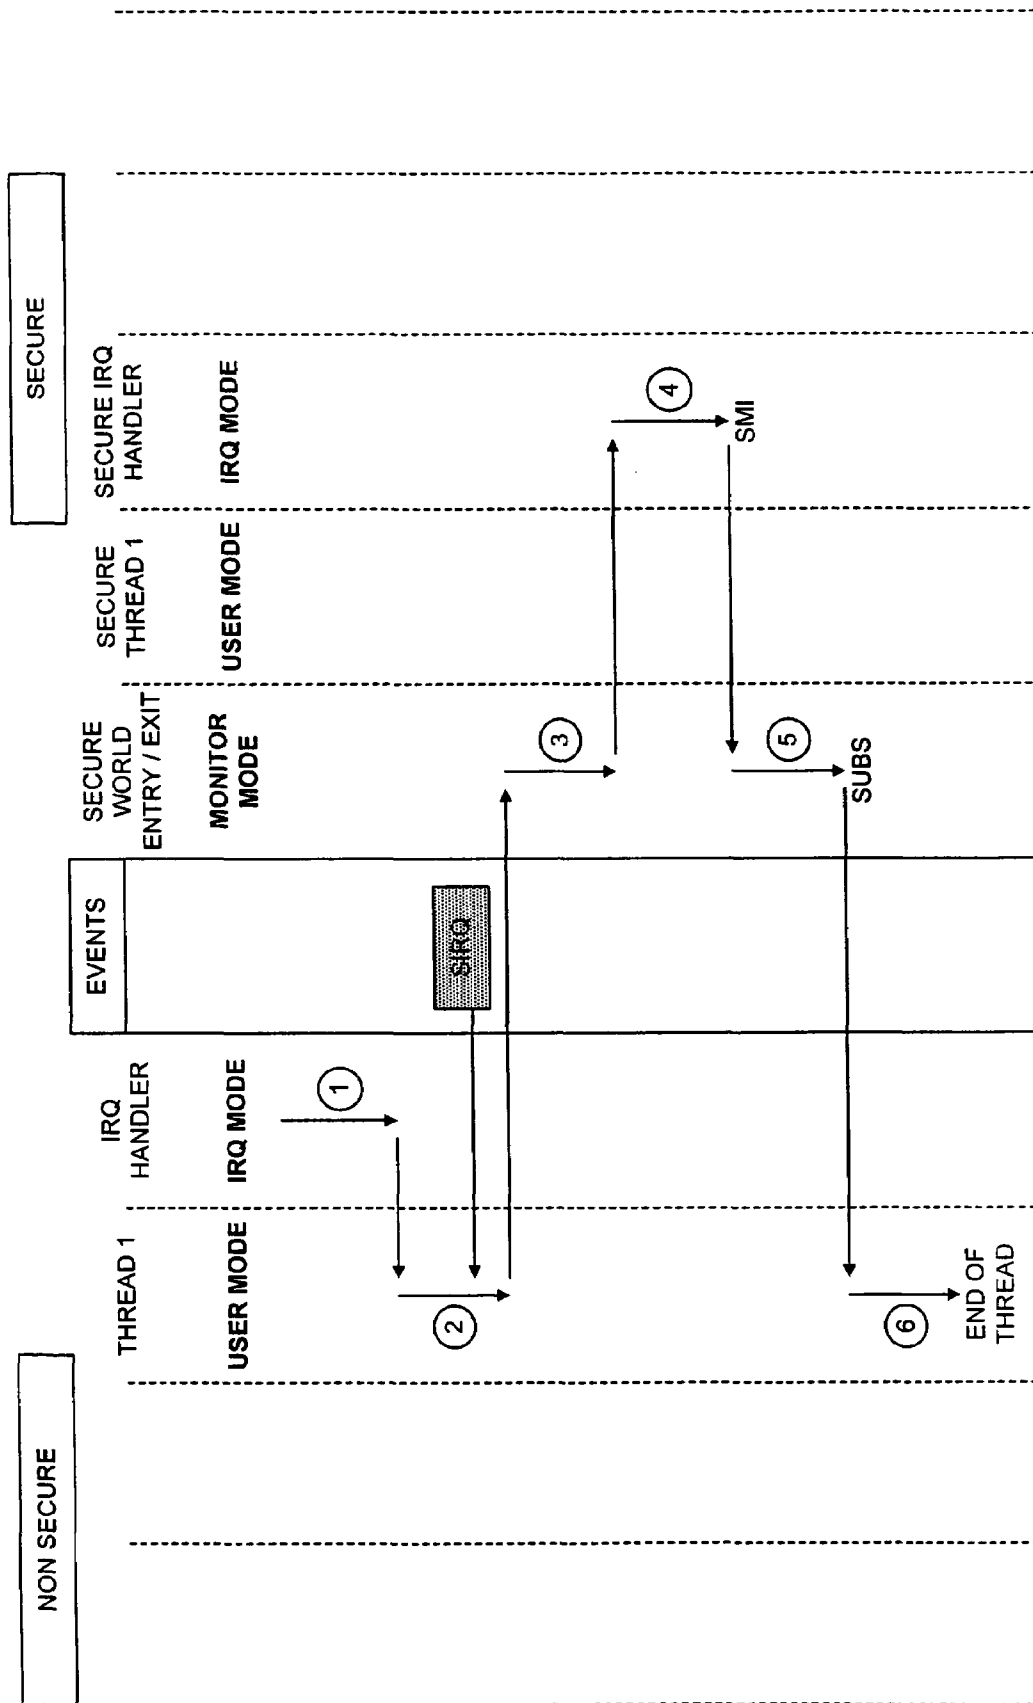 NON SECURE
SECURE
THREAD 1
IRQ
HANDLER
EVENTS
SECURE
WORLD
ENTRY / EXIT
SECURE
THREAD 1
SECURE IRQ
HANDLER
USER MODE
IRQ MODE
MONITOR
MODE
USER MODE
IRQ MODE
1
2
SIRQ
3
4
SMI
5
SUBS
6
END OF
THREAD